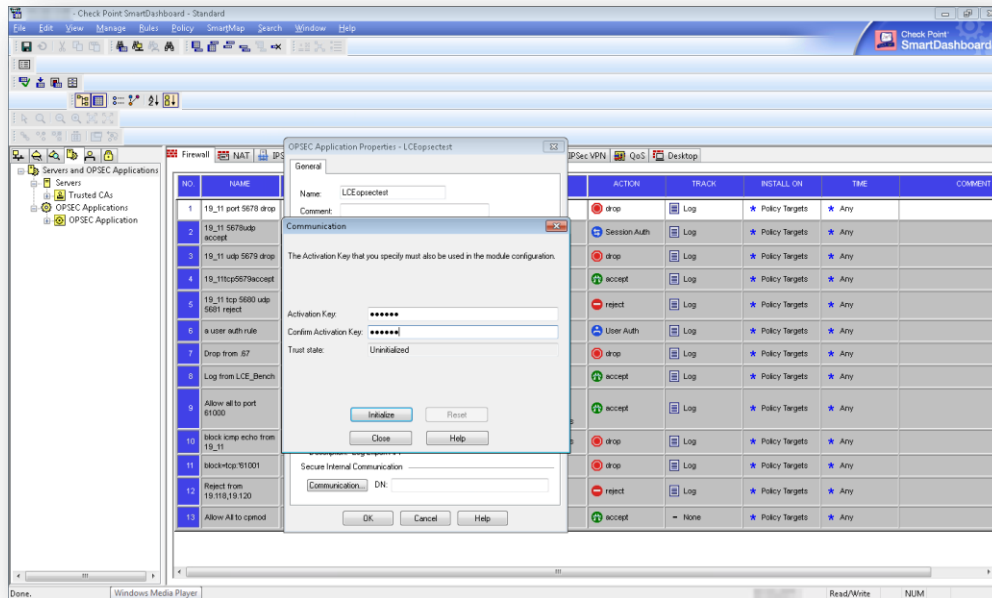 - Check Point SmartDashboard - Standard
File Edit View Manage Rules Policy SmartMap Search Window Help
Check Point
SmartDashboard
Firewall NAT IPS IPSec VPN QoS Desktop
Servers and OPSEC Applications
Servers
Trusted CAs
OPSEC Applications
OPSEC Application
OPSEC Application Properties - LCEopsectest
General
Name: LCEopsectest
Comment:
Communication
The Activation Key that you specify must also be used in the module configuration.
Activation Key: ●●●●●●
Confirm Activation Key: ●●●●●●
Trust state: Uninitialized
Initialize Reset
Close Help
Secure Internal Communication
Communication... DN:
OK Cancel Help
NO. NAME ACTION TRACK INSTALL ON TIME COMMENT
1 19_11 port 5678 drop drop Log Policy Targets Any
2 19_11 5678udp accept Session Auth Log Policy Targets Any
3 19_11 udp 5679 drop drop Log Policy Targets Any
4 19_11tcp5679accept accept Log Policy Targets Any
5 19_11 tcp 5680 udp 5681 reject reject Log Policy Targets Any
6 a user auth rule User Auth Log Policy Targets Any
7 Drop from .67 drop Log Policy Targets Any
8 Log from LCE_Bench accept Log Policy Targets Any
9 Allow all to port 61000 accept Log Policy Targets Any
10 block icmp echo from 19_11 drop Log Policy Targets Any
11 block=tcp:'61001 drop Log Policy Targets Any
12 Reject from 19.118,19.120 reject Log Policy Targets Any
13 Allow All to cpmod accept None Policy Targets Any
Done. Windows Media Player Read/Write NUM